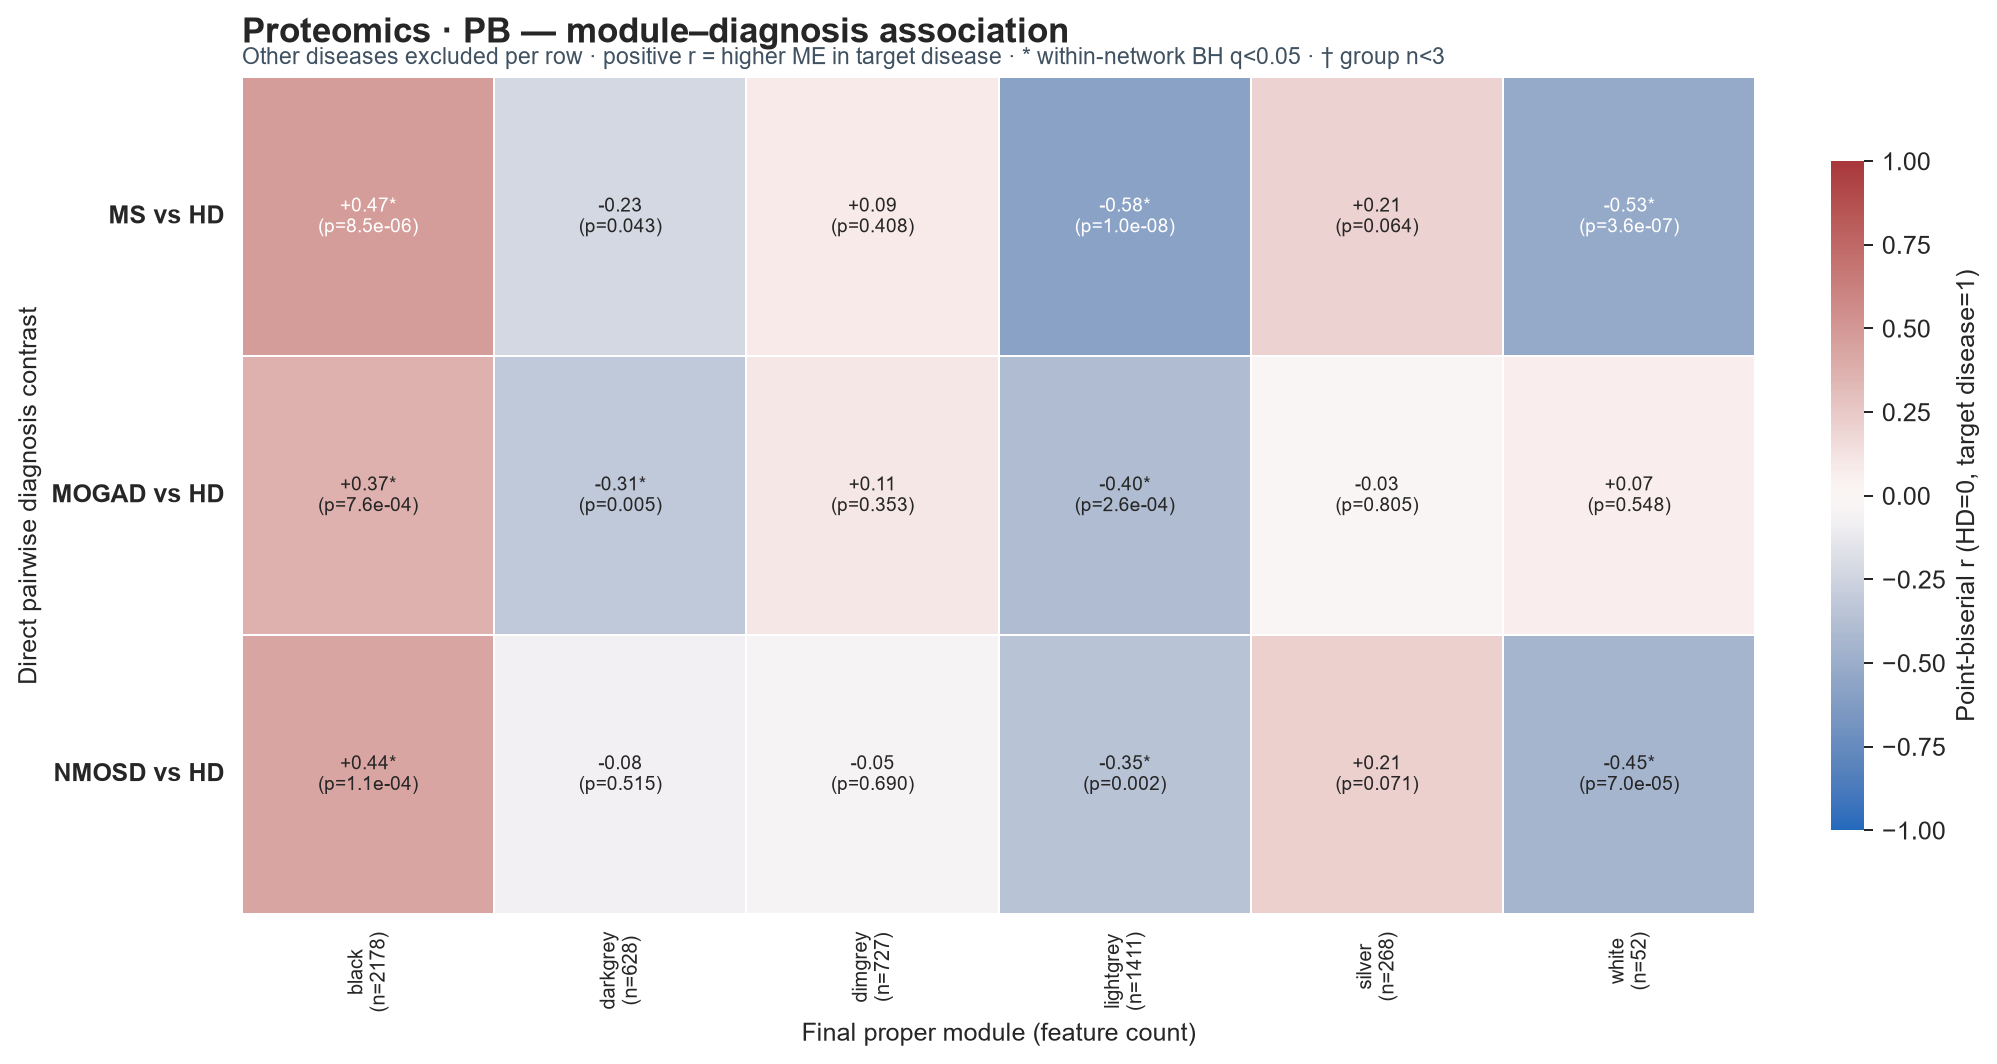 Proteomics · PB — module–diagnosis association
Other diseases excluded per row · positive r = higher ME in target disease · * within-network BH q<0.05 · † group n<3
Direct pairwise diagnosis contrast
MS vs HD
+0.47*
(p=8.5e-06)
-0.23
(p=0.043)
+0.09
(p=0.408)
-0.58*
(p=1.0e-08)
+0.21
(p=0.064)
-0.53*
(p=3.6e-07)
MOGAD vs HD
+0.37*
(p=7.6e-04)
-0.31*
(p=0.005)
+0.11
(p=0.353)
-0.40*
(p=2.6e-04)
-0.03
(p=0.805)
+0.07
(p=0.548)
NMOSD vs HD
+0.44*
(p=1.1e-04)
-0.08
(p=0.515)
-0.05
(p=0.690)
-0.35*
(p=0.002)
+0.21
(p=0.071)
-0.45*
(p=7.0e-05)
black
(n=2178)
darkgrey
(n=628)
dimgrey
(n=727)
lightgrey
(n=1411)
silver
(n=268)
white
(n=52)
Final proper module (feature count)
1.00
0.75
0.50
0.25
0.00
−0.25
−0.50
−0.75
−1.00
Point-biserial r (HD=0, target disease=1)